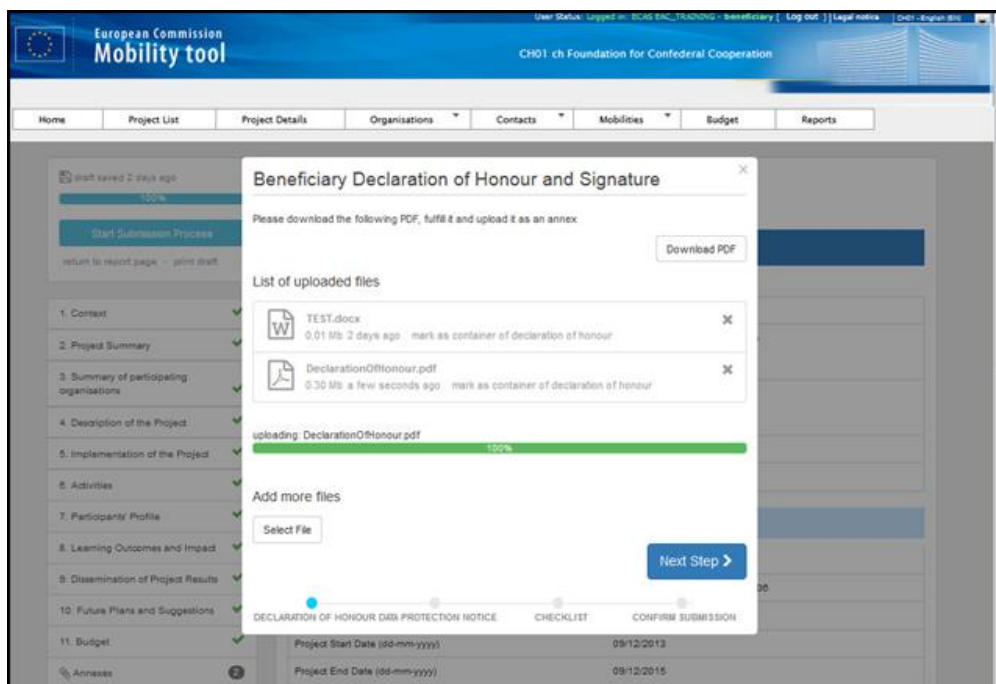 User Status: Logged in: ECAS EAC_TRAINING - beneficiary [ Log out ] | Legal notice
CH01 -English (EN)
European Commission
Mobility tool
CH01 ch Foundation for Confederal Cooperation
Home
Project List
Project Details
Organisations
Contacts
Mobilities
Budget
Reports
draft saved 2 days ago
100%
Start Submission Process
return to report page - print draft
1. Context
2. Project Summary
3. Summary of participating
organisations
4. Description of the Project
5. Implementation of the Project
6. Activities
7. Participants' Profile
8. Learning Outcomes and Impact
9. Dissemination of Project Results
10. Future Plans and Suggestions
11. Budget
Annexes 2
Beneficiary Declaration of Honour and Signature
Please download the following PDF, fulfill it and upload it as an annex
Download PDF
List of uploaded files
TEST.docx
0.01 Mb 2 days ago mark as container of declaration of honour
DeclarationOfHonour.pdf
0.30 Mb a few seconds ago mark as container of declaration of honour
uploading: DeclarationOfHonour.pdf
100%
Add more files
Select File
Next Step
DECLARATION OF HONOUR
DATA PROTECTION NOTICE
CHECKLIST
CONFIRM SUBMISSION
Project Start Date (dd-mm-yyyy) 09/12/2013
Project End Date (dd-mm-yyyy) 09/12/2015